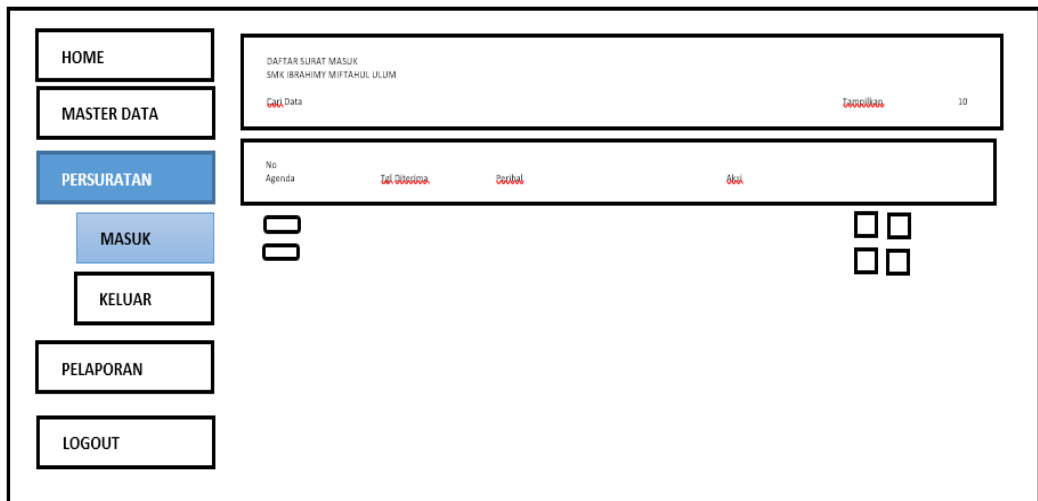 HOME
MASTER DATA
PERSURATAN
MASUK
KELUAR
PELAPORAN
LOGOUT
DAFTAR SURAT MASUK
SMK IBRAHIMY MIFTAHUL ULUM
Cari Data Tampilkan 10
No
Agenda Tgl Diterima Perihal Aksi